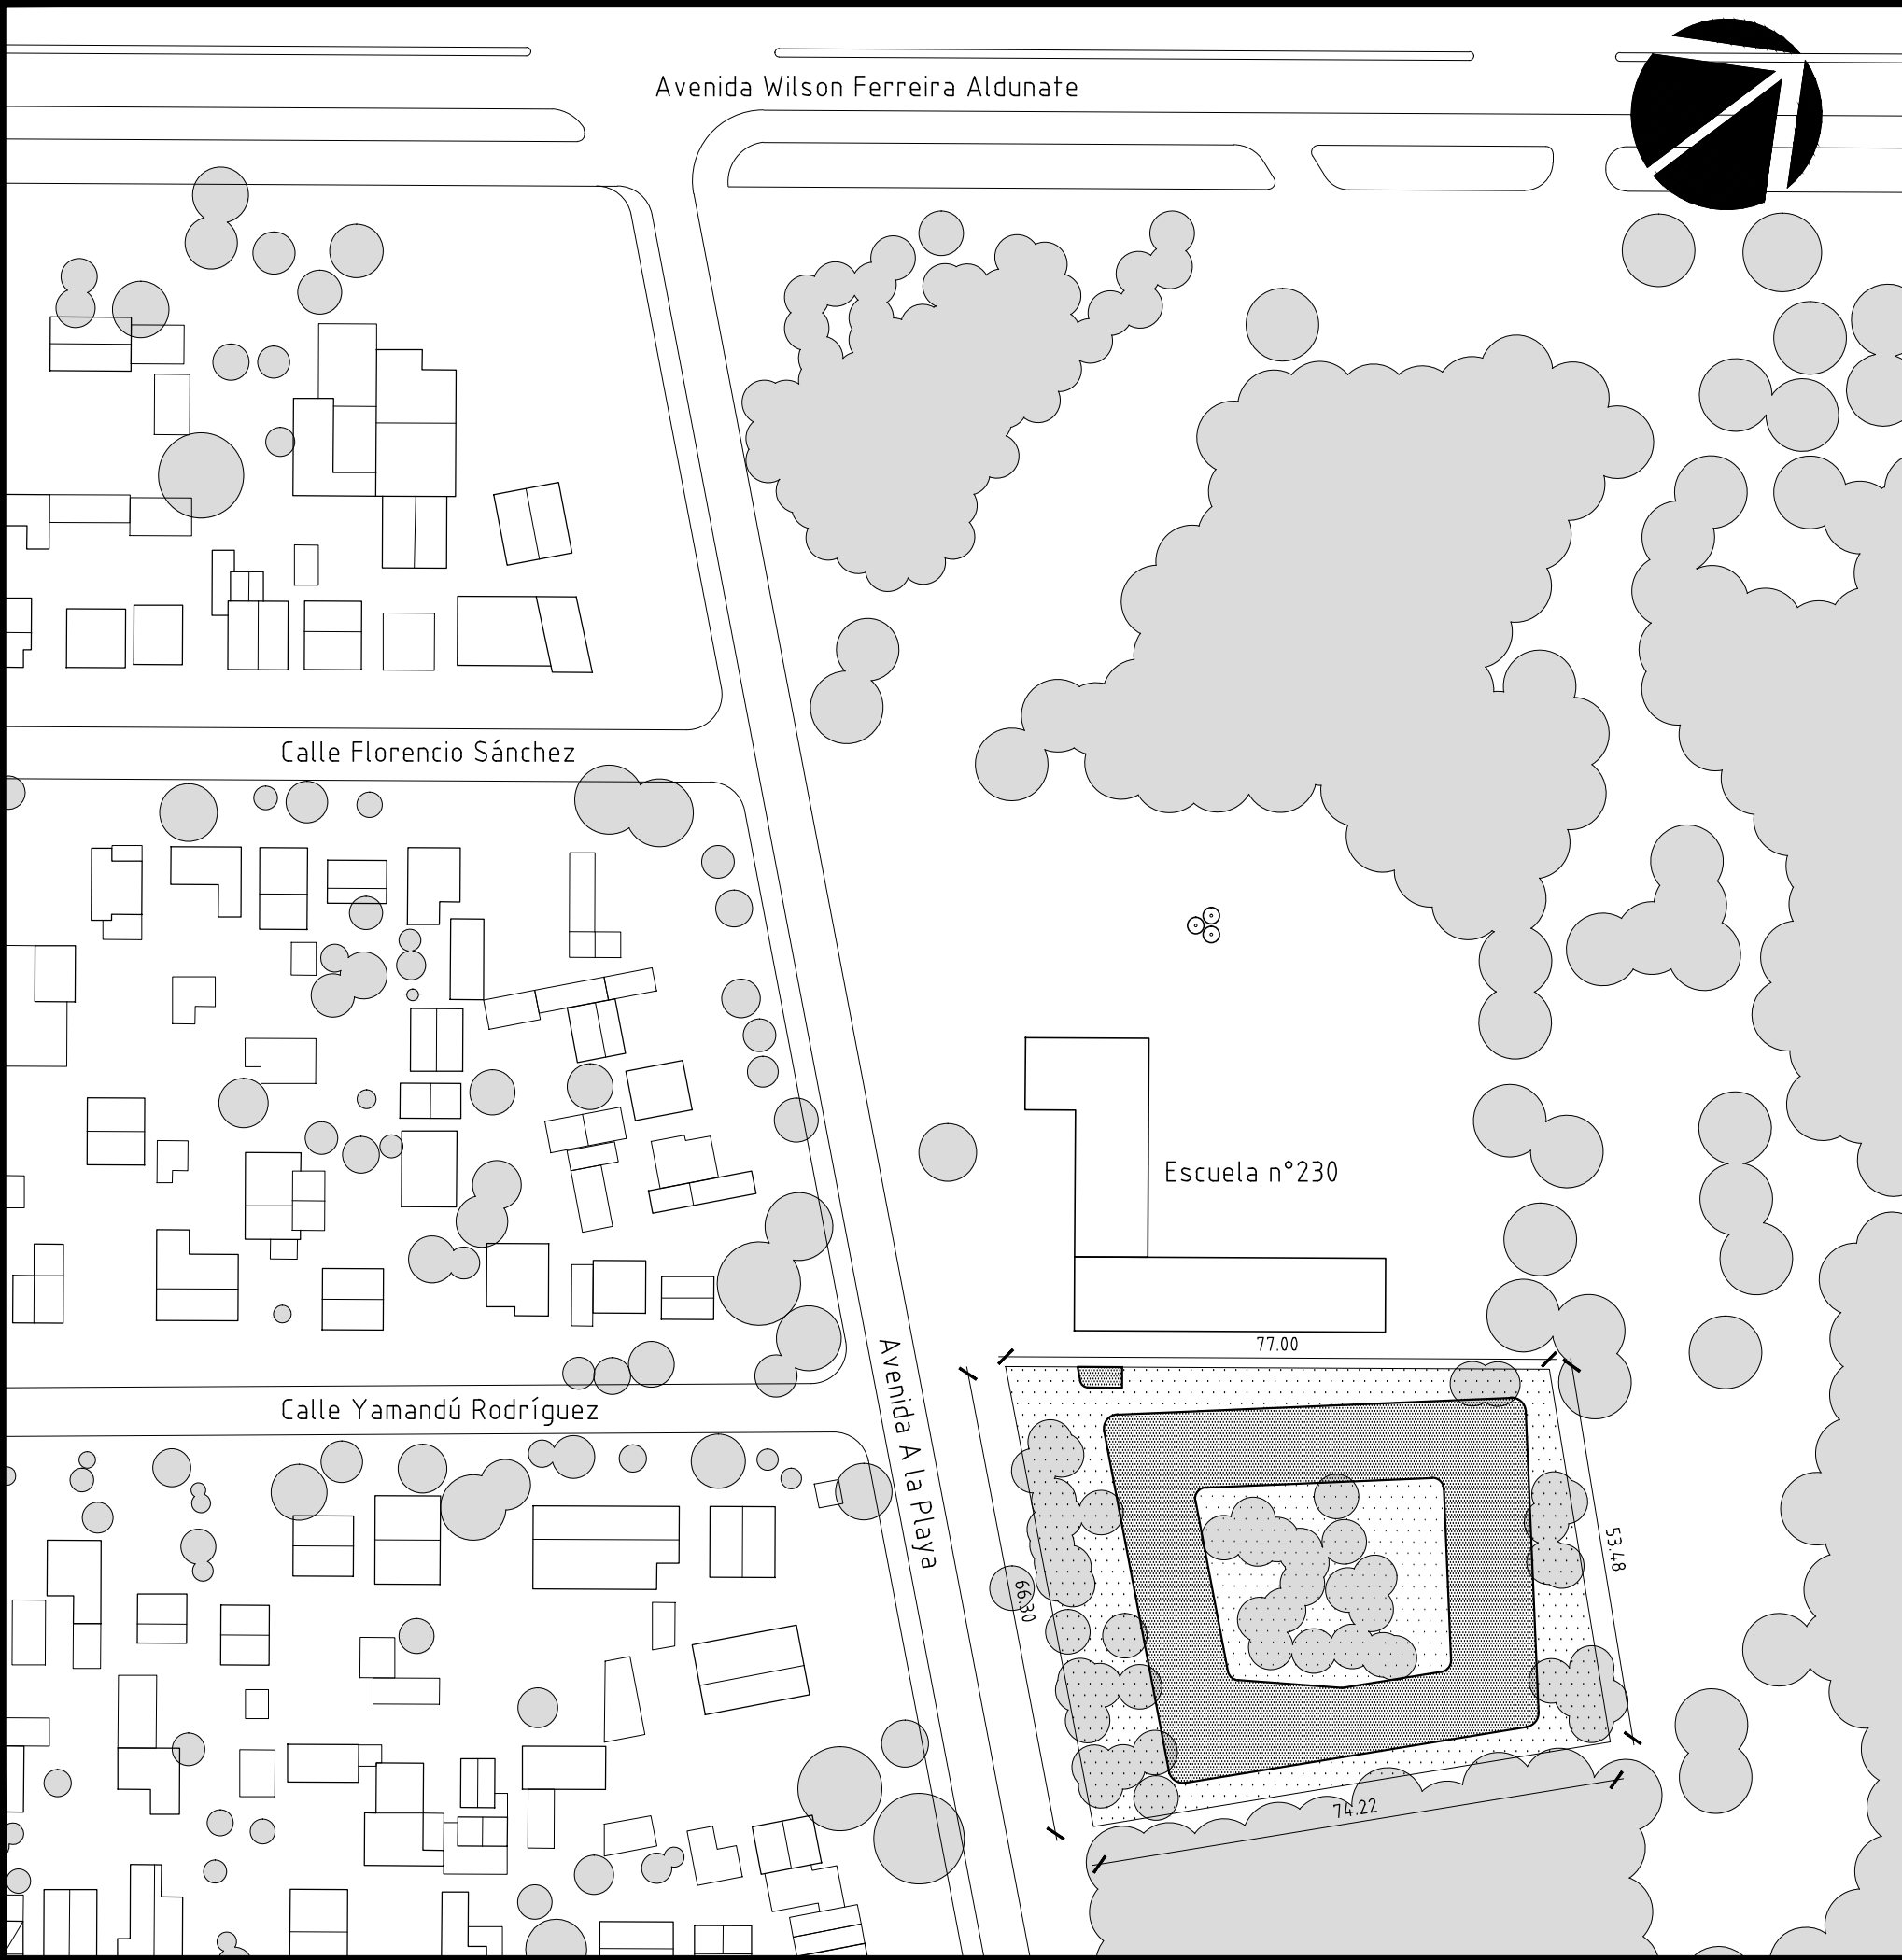 Avenida Wilson Ferreira Aldunate
Calle Florencio Sánchez
Escuela n°230
77.00
Calle Yamandú Rodríguez
Avenida A la Playa
53.48
66.30
74.22